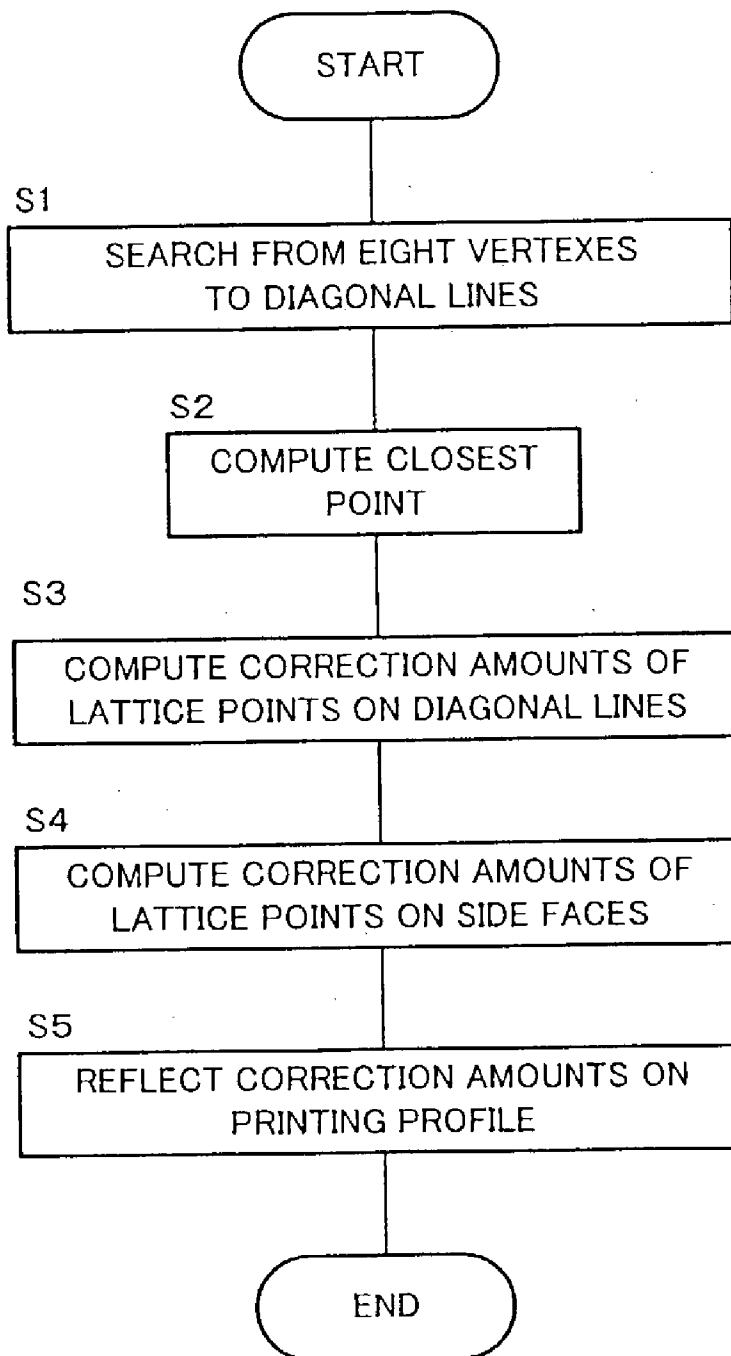 START
S1
SEARCH FROM EIGHT VERTEXES
TO DIAGONAL LINES
S2
COMPUTE CLOSEST
POINT
S3
COMPUTE CORRECTION AMOUNTS OF
LATTICE POINTS ON DIAGONAL LINES
S4
COMPUTE CORRECTION AMOUNTS OF
LATTICE POINTS ON SIDE FACES
S5
REFLECT CORRECTION AMOUNTS ON
PRINTING PROFILE
END